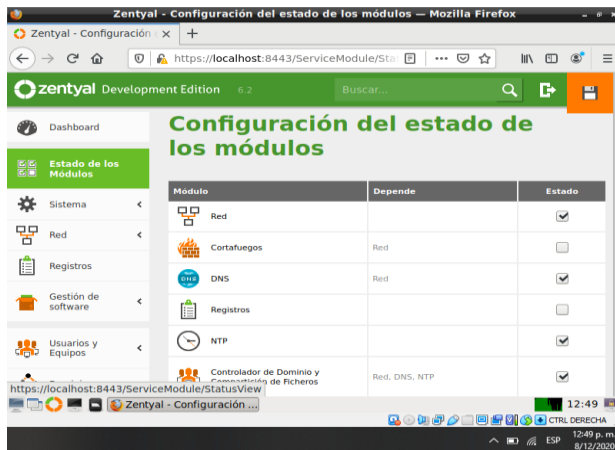 Zentyal - Configuración del estado de los módulos — Mozilla Firefox
Zentyal - Configuración
https://localhost:8443/ServiceModule/Sta
zentyal Development Edition 6.2
Buscar...
Dashboard
Estado de los
Módulos
Sistema
Red
Registros
Gestión de
software
Usuarios y
Equipos
Configuración del estado de
los módulos
Módulo Depende Estado
Red
Cortafuegos Red
DNS Red
Registros
NTP
Controlador de Dominio y
Compartición de Ficheros Red, DNS, NTP
https://localhost:8443/ServiceModule/StatusView
Zentyal - Configuración ...
12:49
CTRL DERECHA
ESP
12:49 p. m.
8/12/2020